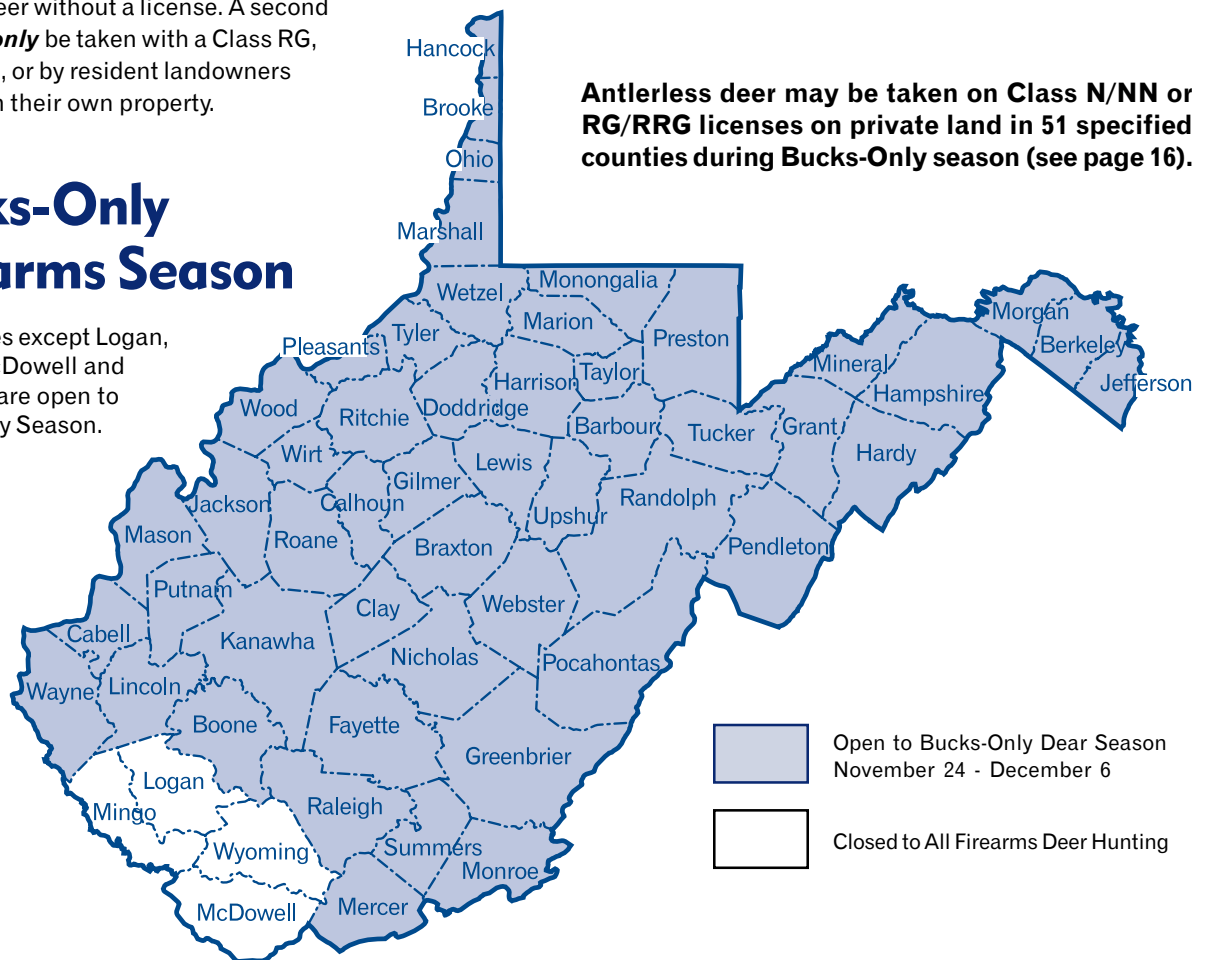 eer without a license. A second
only be taken with a Class RG,
, or by resident landowners
n their own property.
ks-Only
arms Season
es except Logan,
cDowell and
are open to
y Season.
Antlerless deer may be taken on Class N/NN or
RG/RRG licenses on private land in 51 specified
counties during Bucks-Only season (see page 16).
Hancock
Brooke
Ohio
Marshall
Wetzel
Monongalia
Marion
Preston
Tyler
Pleasants
Harrison
Taylor
Doddridge
Ritchie
Wood
Wirt
Barbour
Tucker
Grant
Mineral
Hampshire
Hardy
Morgan
Berkeley
Jefferson
Lewis
Gilmer
Calhoun
Jackson
Roane
Mason
Braxton
Upshur
Randolph
Pendleton
Putnam
Clay
Webster
Cabell
Kanawha
Nicholas
Pocahontas
Wayne
Lincoln
Boone
Fayette
Greenbrier
Logan
Mingo
Raleigh
Wyoming
Summers
Monroe
McDowell
Mercer
Open to Bucks-Only Dear Season
November 24 - December 6
Closed to All Firearms Deer Hunting